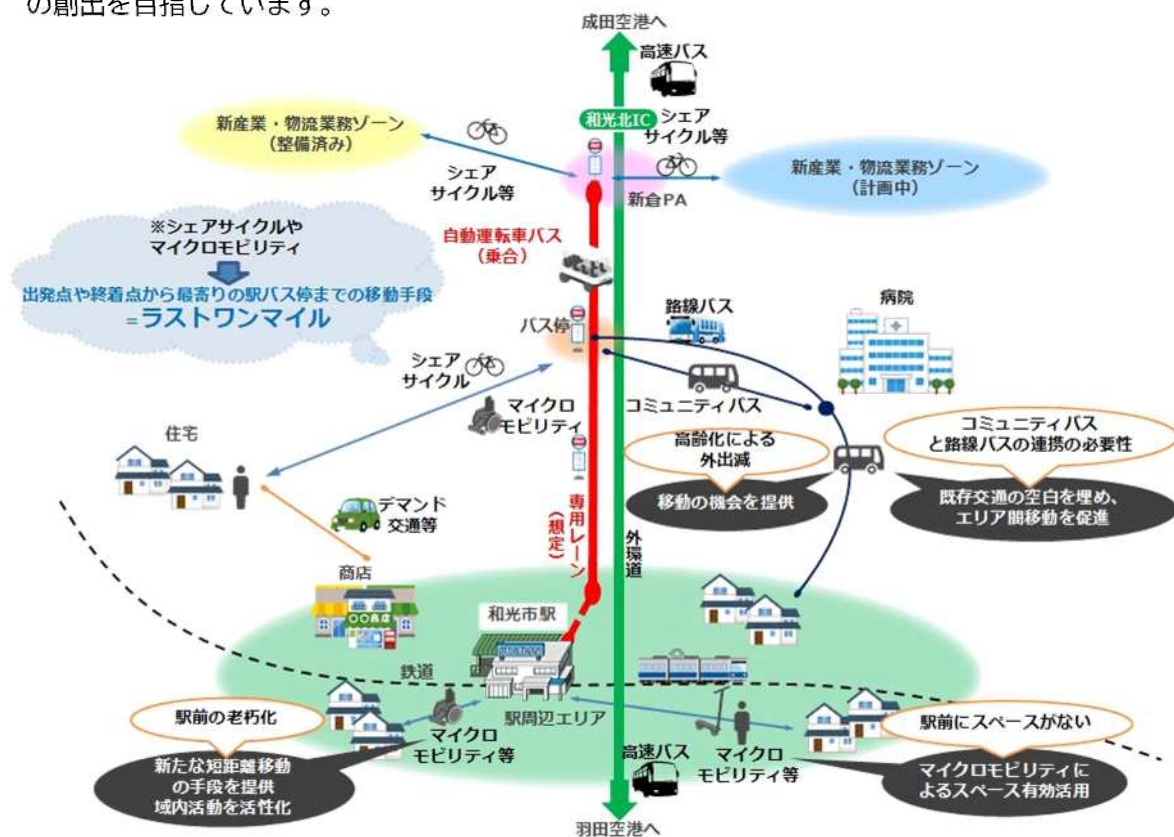 の創出を目指しています。
成田空港へ
高速バス
和光北IC
シェア
サイクル等
新産業・物流業務ゾーン
(整備済み)
シェア
サイクル等
新産業・物流業務ゾーン
(計画中)
新倉PA
※シェアサイクルや
マイクロモビリティ
出発点や終着点から最寄りの駅バス停までの移動手段
=ラストワンマイル
自動運転車バス
(乗合)
バス停
路線バス
病院
シェア
サイクル
マイクロ
モビリティ
コミュニティバス
住宅
高齢化による
外出減
移動の機会を提供
コミュニティバス
と路線バスの連携の必要性
既存交通の空白を埋め、
エリア間移動を促進
デマンド
交通等
専用レーン
(想定)
外環道
商店
〇〇商店
和光市駅
鉄道
駅周辺エリア
駅前の老朽化
マイクロ
モビリティ等
新たな短距離移動
の手段を提供
域内活動を活性化
高速バス
マイクロ
モビリティ等
駅前にスペースがない
マイクロモビリティに
よるスペース有効活用
羽田空港へ